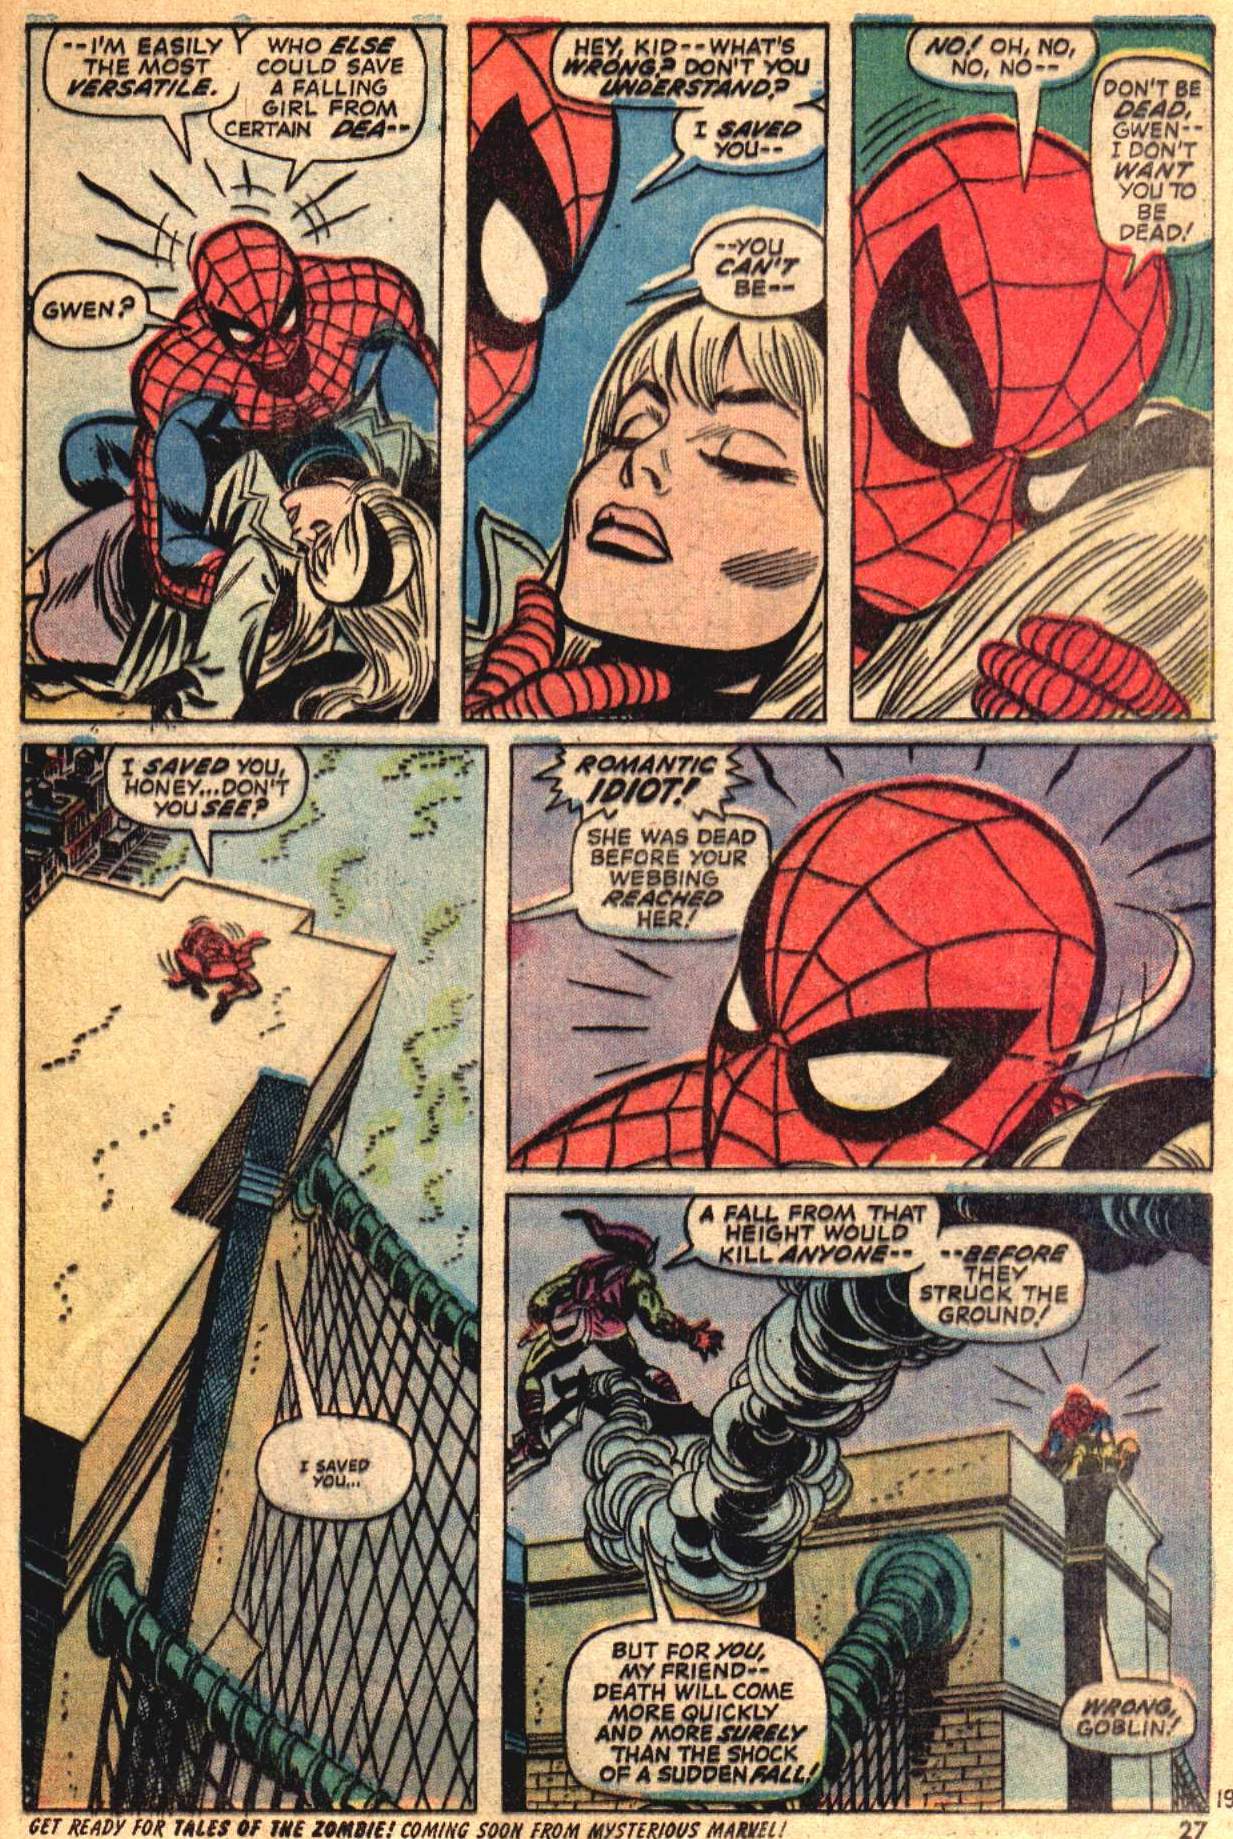 --I'M EASILY
THE MOST
VERSATILE.
WHO ELSE
COULD SAVE
A FALLING
GIRL FROM
CERTAIN DEA--
GWEN?
HEY, KID--WHAT'S
WRONG? DON'T YOU
UNDERSTAND?
I SAVED
YOU--
--YOU
CAN'T
BE--
NO! OH, NO,
NO, NO--
DON'T BE
DEAD,
GWEN--
I DON'T
WANT
YOU TO
BE
DEAD!
I SAVED YOU,
HONEY...DON'T
YOU SEE?
I SAVED
YOU...
ROMANTIC
IDIOT!
SHE WAS DEAD
BEFORE YOUR
WEBBING
REACHED
HER!
A FALL FROM THAT
HEIGHT WOULD
KILL ANYONE--
--BEFORE
THEY
STRUCK THE
GROUND!
BUT FOR YOU,
MY FRIEND--
DEATH WILL COME
MORE QUICKLY
AND MORE SURELY
THAN THE SHOCK
OF A SUDDEN FALL!
WRONG,
GOBLIN!
19
GET READY FOR TALES OF THE ZOMBIE! COMING SOON FROM MYSTERIOUS MARVEL!
27